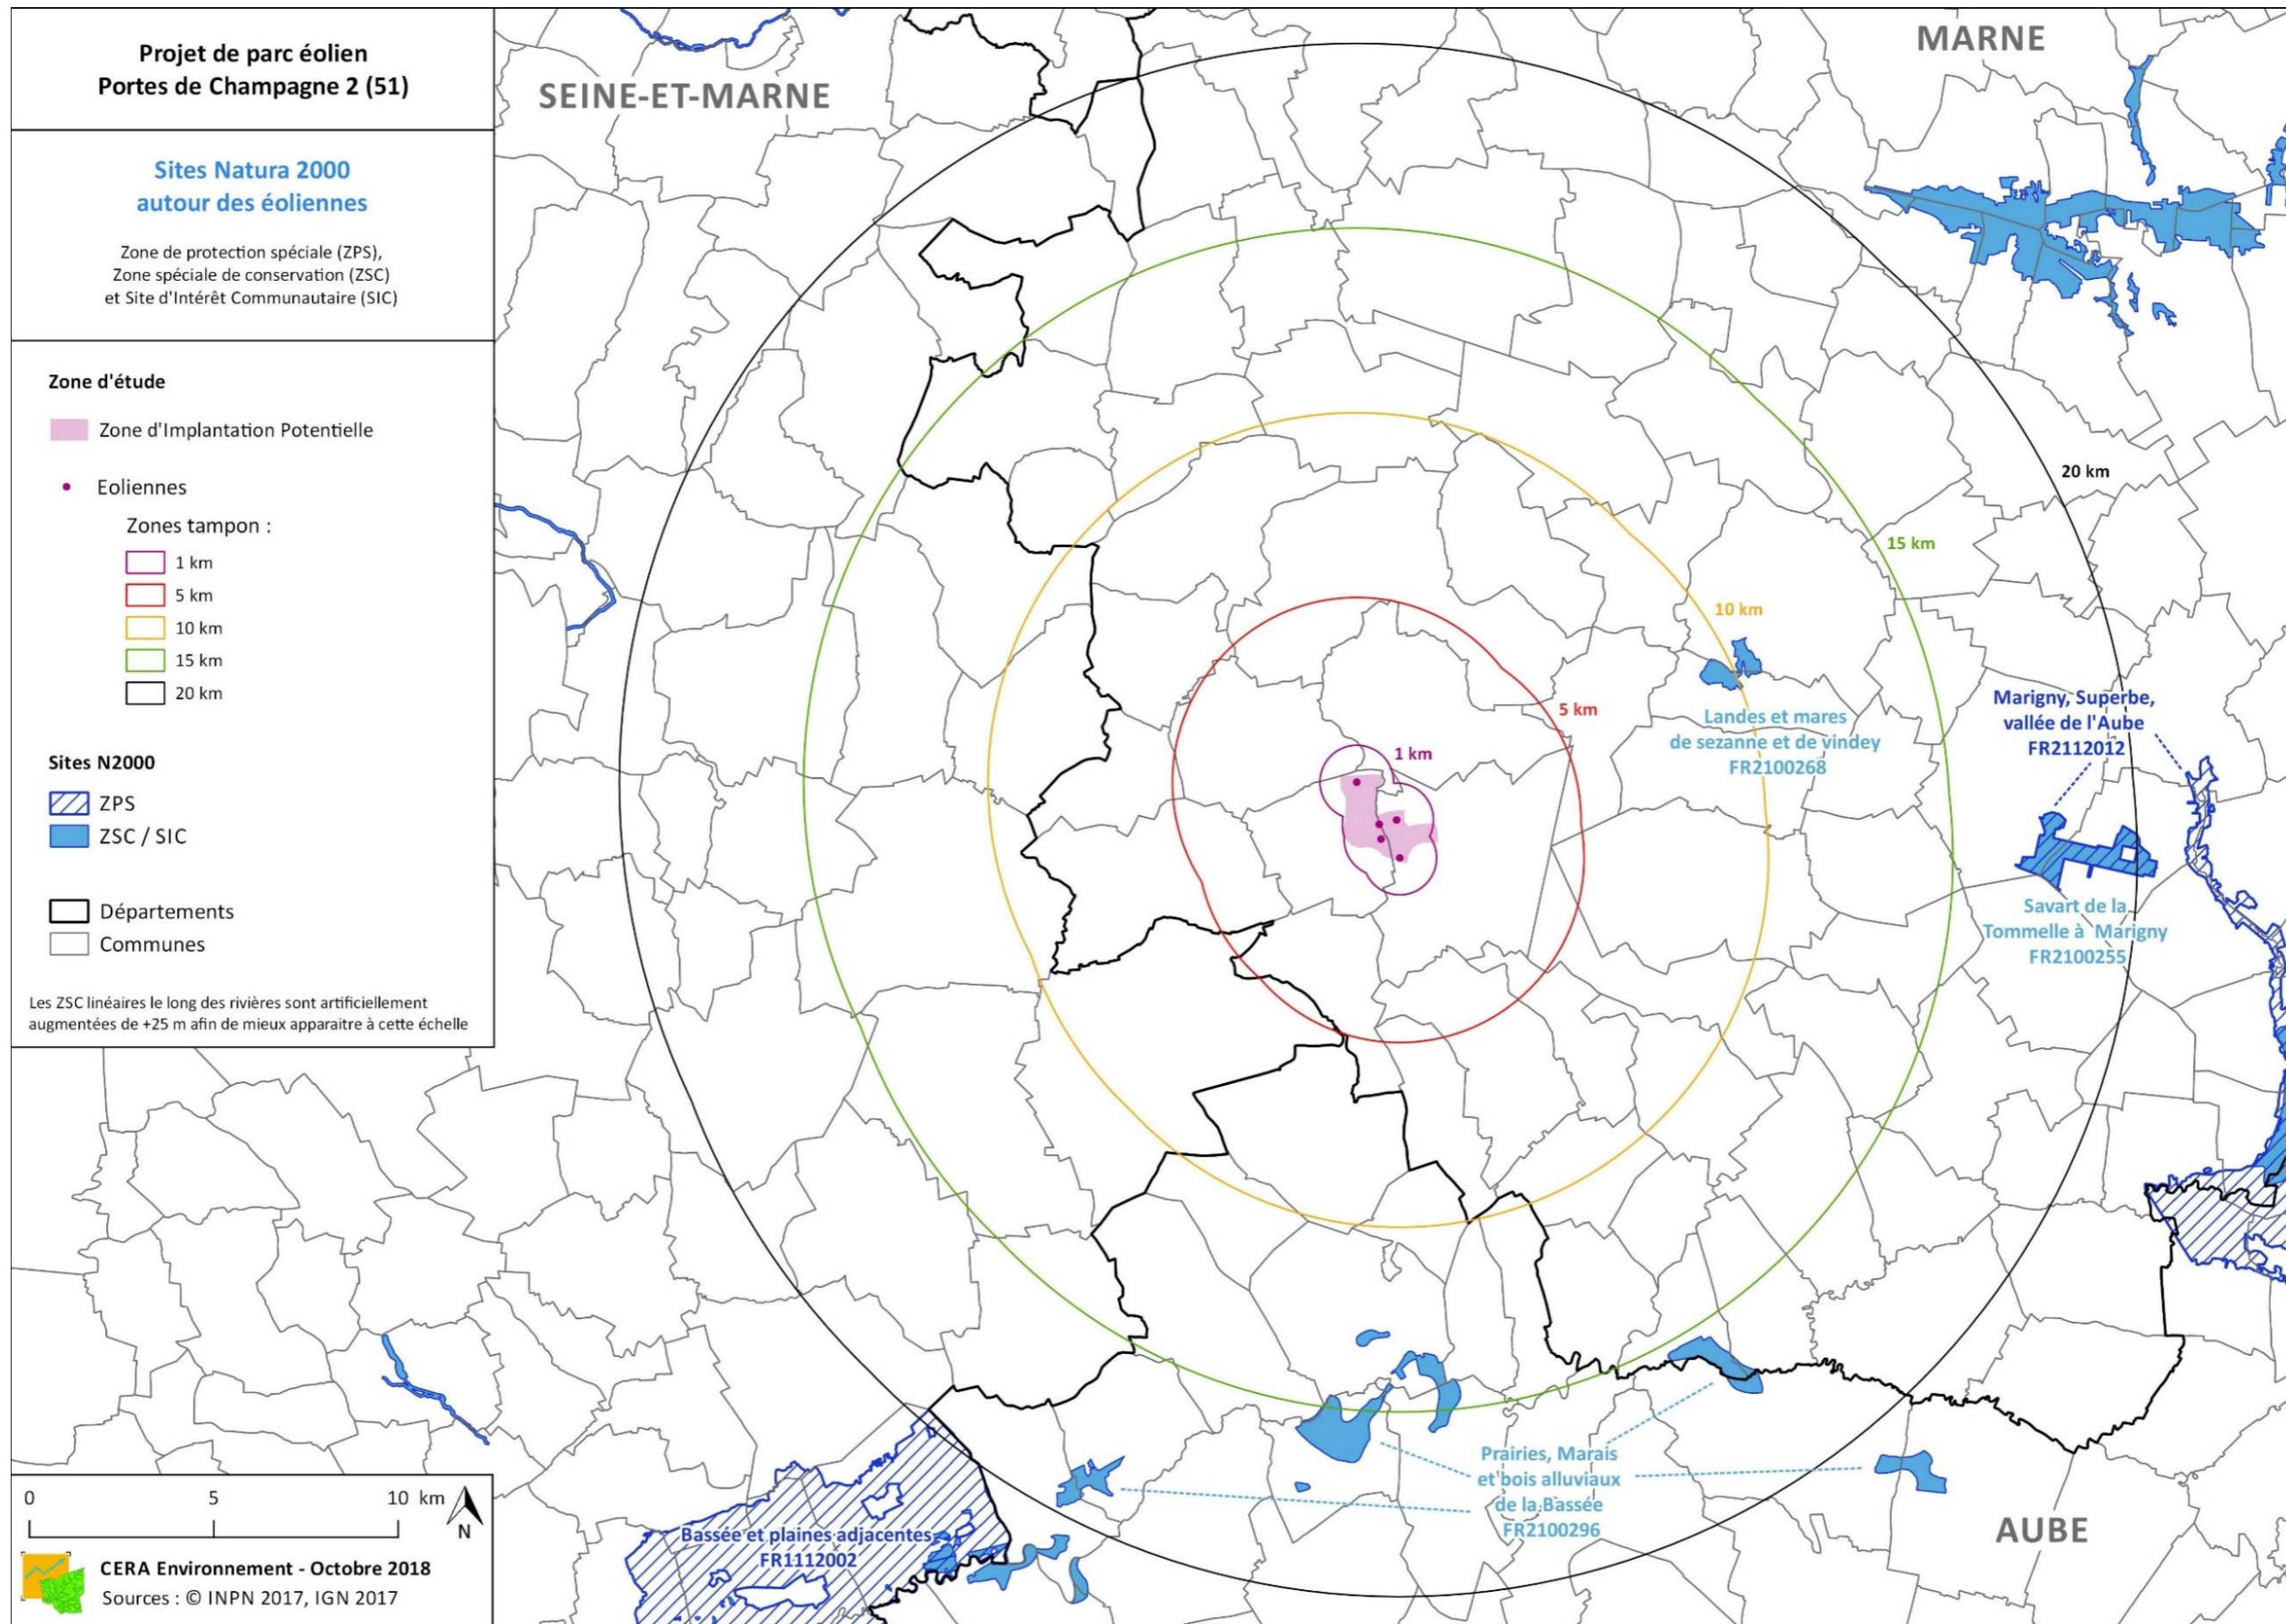 Projet de parc éolien
Portes de Champagne 2 (51)
Sites Natura 2000
autour des éoliennes
Zone de protection spéciale (ZPS),
Zone spéciale de conservation (ZSC)
et Site d'Intérêt Communautaire (SIC)
Zone d'étude
Zone d'Implantation Potentielle
Eoliennes
Zones tampon :
1 km
5 km
10 km
15 km
20 km
Sites N2000
ZPS
ZSC / SIC
Départements
Communes
Les ZSC linéaires le long des rivières sont artificiellement
augmentées de +25 m afin de mieux apparaitre à cette échelle
0 5 10 km
N
CERA Environnement - Octobre 2018
Sources : © INPN 2017, IGN 2017
SEINE-ET-MARNE
MARNE
20 km
15 km
10 km
5 km
1 km
Landes et mares
de sezanne et de vindey
FR2100268
Marigny, Superbe,
vallée de l'Aube
FR2112012
Savart de la
Tommelle à Marigny
FR2100255
Prairies, Marais
et bois alluviaux
de la Bassée
FR2100296
Bassée et plaines adjacentes
FR1112002
AUBE